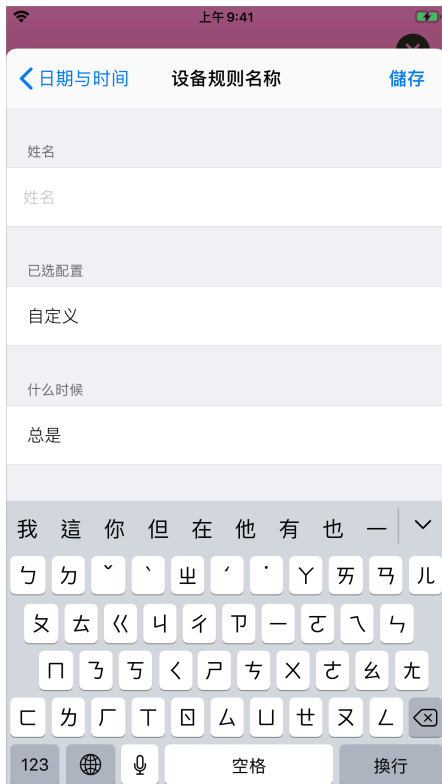 上午 9:41
日期与时间 设备规则名称 儲存
姓名
姓名
已选配置
自定义
什么时候
总是
我 這 你 但 在 他 有 也 一
ㄅ ㄉ ˇ ˋ ㄓ ˊ ˙ ㄚ ㄞ ㄢ ㄦ
ㄆ ㄊ ㄍ ㄐ ㄔ ㄗ ㄧ ㄛ ㄟ ㄣ
ㄇ ㄋ ㄎ ㄑ ㄕ ㄘ ㄨ ㄜ ㄠ ㄤ
ㄈ ㄌ ㄏ ㄒ ㄖ ㄙ ㄩ ㄝ ㄡ ㄥ
123 空格 換行